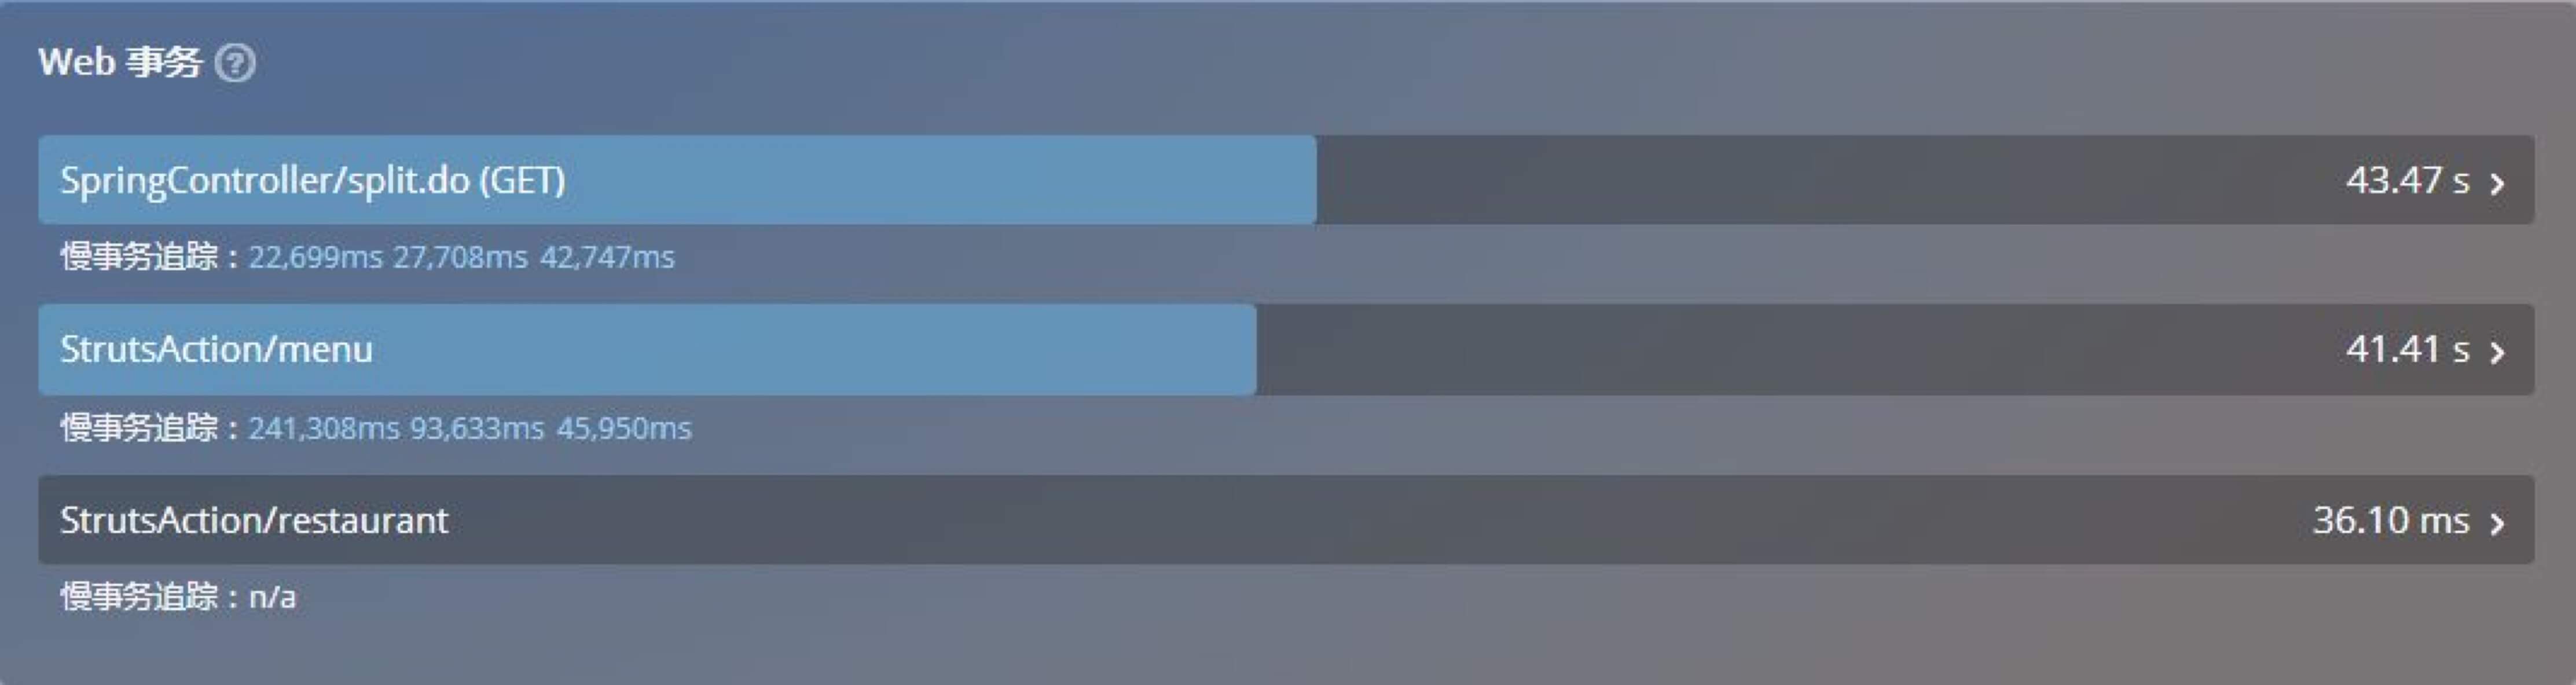 Web 事务 ?
SpringController/split.do (GET) 43.47 s
慢事务追踪：22,699ms 27,708ms 42,747ms
StrutsAction/menu 41.41 s
慢事务追踪：241,308ms 93,633ms 45,950ms
StrutsAction/restaurant 36.10 ms
慢事务追踪：n/a